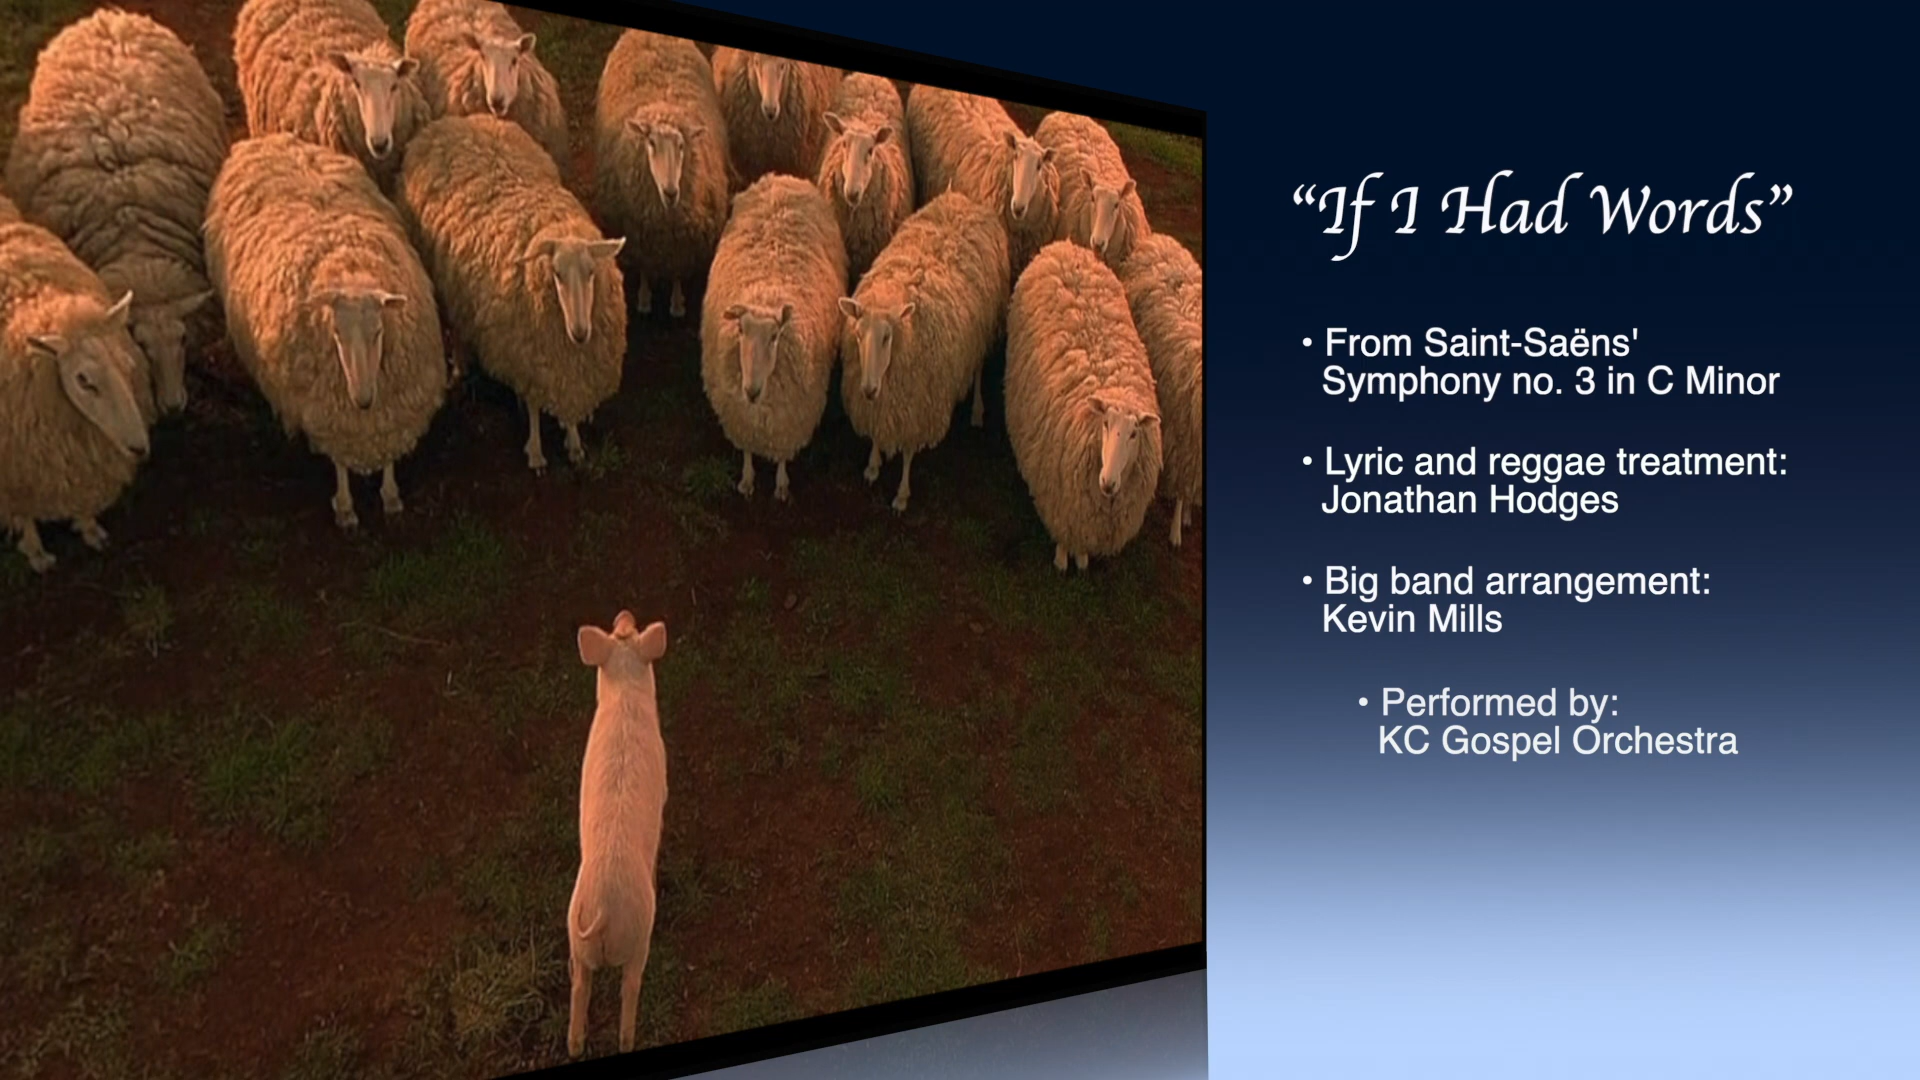 “If I Had Words”
• From Saint-Saëns'
Symphony no. 3 in C Minor
• Lyric and reggae treatment:
Jonathan Hodges
• Big band arrangement:
Kevin Mills
• Performed by:
KC Gospel Orchestra